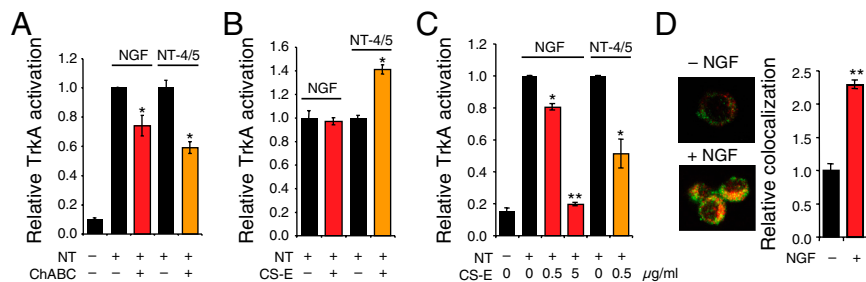 A
Relative TrkA activation
1.2
1.0
0.8
0.6
0.4
0.2
0.0
NGF NT-4/5
* *
NT – + + + +
ChABC – – + – +
B
Relative TrkA activation
1.6
1.4
1.2
1.0
0.8
0.6
0.4
0.2
0.0
NT-4/5
NGF
*
NT + + + +
CS-E – + – +
C
Relative TrkA activation
1.2
1.0
0.8
0.6
0.4
0.2
0.0
NGF NT-4/5
* ** *
NT – + + + + +
CS-E 0 0 0.5 5 0 0.5 µg/ml
D
– NGF
+ NGF
Relative colocalization
2.5
2.0
1.5
1.0
0.5
0.0
**
NGF – +